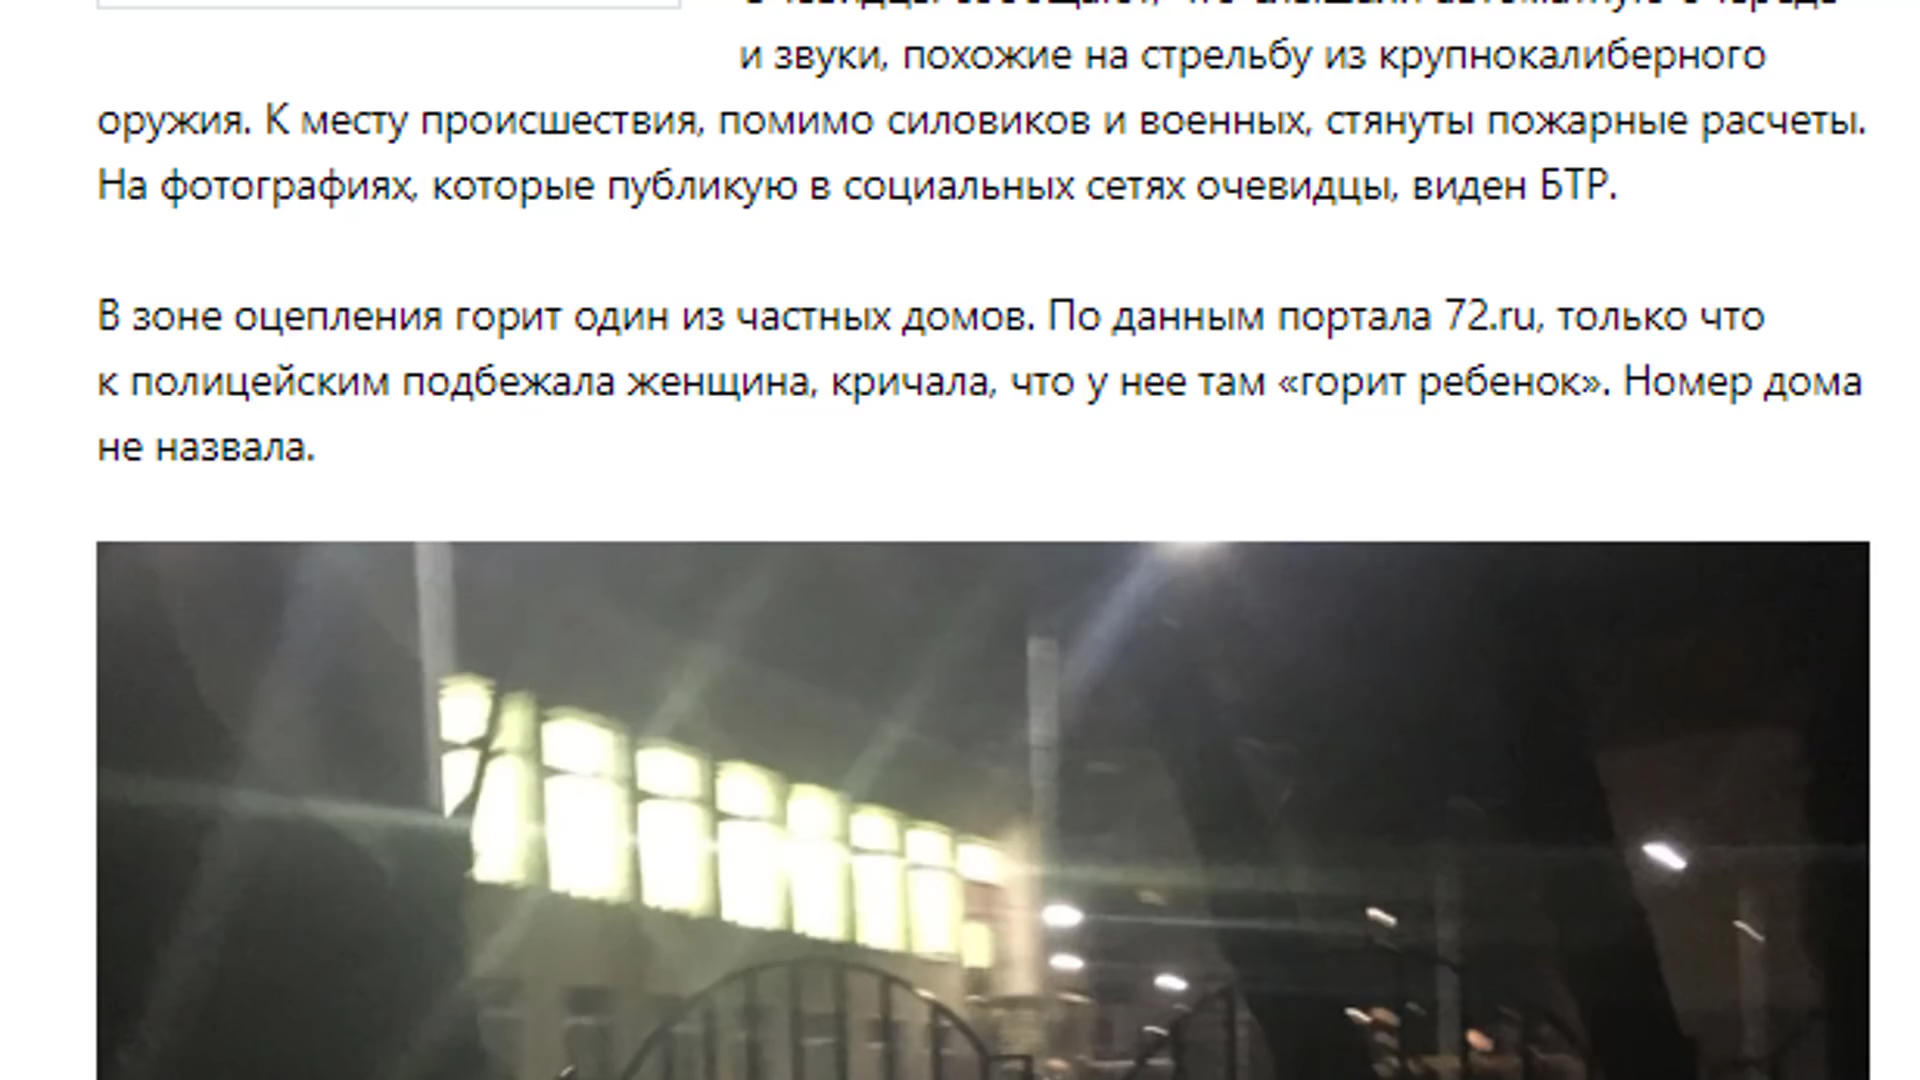 и звуки, похожие на стрельбу из крупнокалиберного
оружия. К месту происшествия, помимо силовиков и военных, стянуты пожарные расчеты.
На фотографиях, которые публикую в социальных сетях очевидцы, виден БТР.
В зоне оцепления горит один из частных домов. По данным портала 72.ru, только что
к полицейским подбежала женщина, кричала, что у нее там «горит ребенок». Номер дома
не назвала.